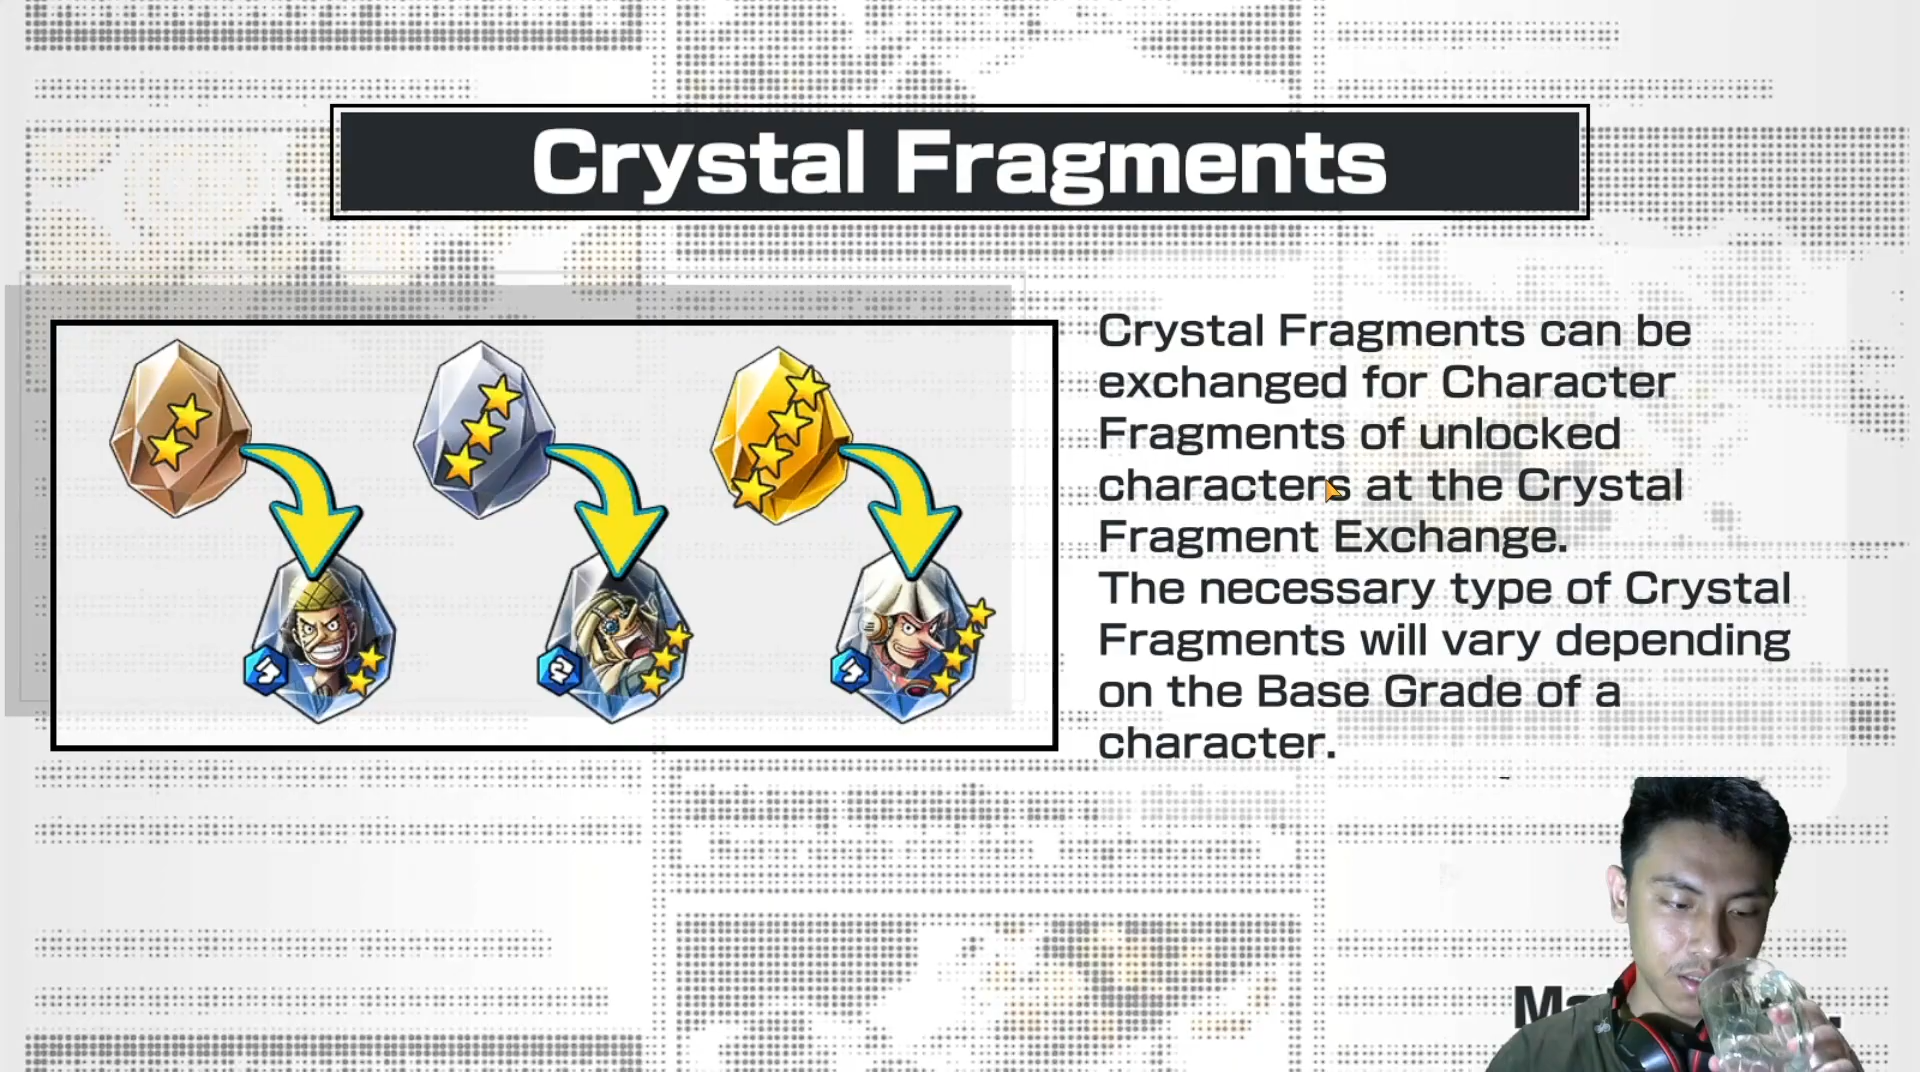 Crystal Fragments
Crystal Fragments can be
exchanged for Character
Fragments of unlocked
characters at the Crystal
Fragment Exchange.
The necessary type of Crystal
Fragments will vary depending
on the Base Grade of a
character.